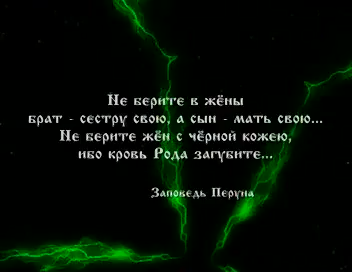 Не берите в жёны
брат - сестру свою, а сын - мать свою...
Не берите жён с чёрной кожею,
ибо кровь Рода загубите...
Заповедь Перуна